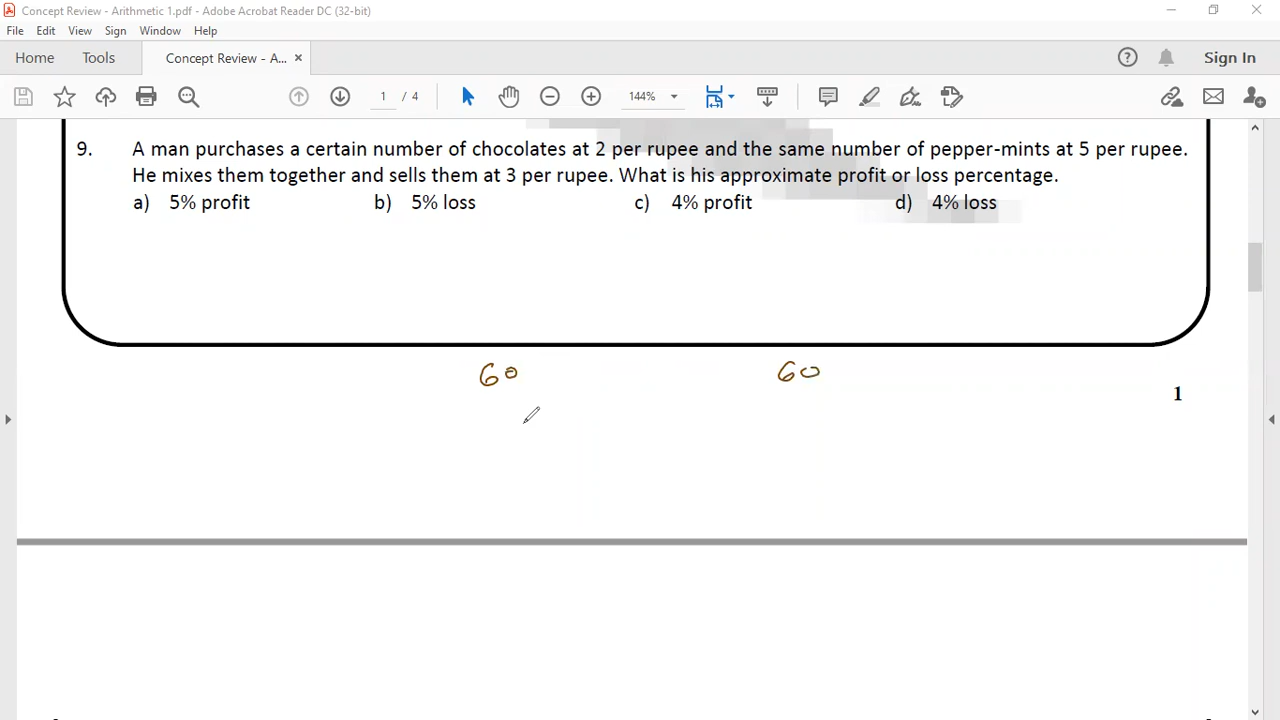 Concept Review - Arithmetic 1.pdf - Adobe Acrobat Reader DC (32-bit)
File Edit View Sign Window Help
Home Tools Concept Review - A... × Sign In
1 / 4 144%
9. A man purchases a certain number of chocolates at 2 per rupee and the same number of pepper-mints at 5 per rupee.
He mixes them together and sells them at 3 per rupee. What is his approximate profit or loss percentage.
a) 5% profit b) 5% loss c) 4% profit d) 4% loss
60 60
1